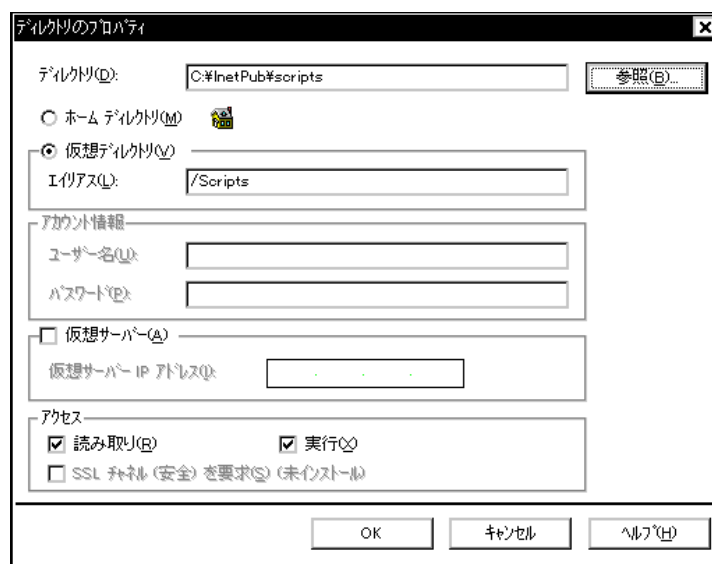 ディレクトリのプロパティ
ディレクトリ(D): C:¥InetPub¥scripts 参照(B)...
ホーム ディレクトリ(M)
仮想ディレクトリ(V)
エイリアス(L): /Scripts
アカウント情報
ユーザー名(U):
パスワード(P):
仮想サーバー(A)
仮想サーバー IP アドレス(I):
アクセス
読み取り(R) 実行(X)
SSL チャネル (安全) を要求(S) (未インストール)
OK キャンセル ヘルプ(H)